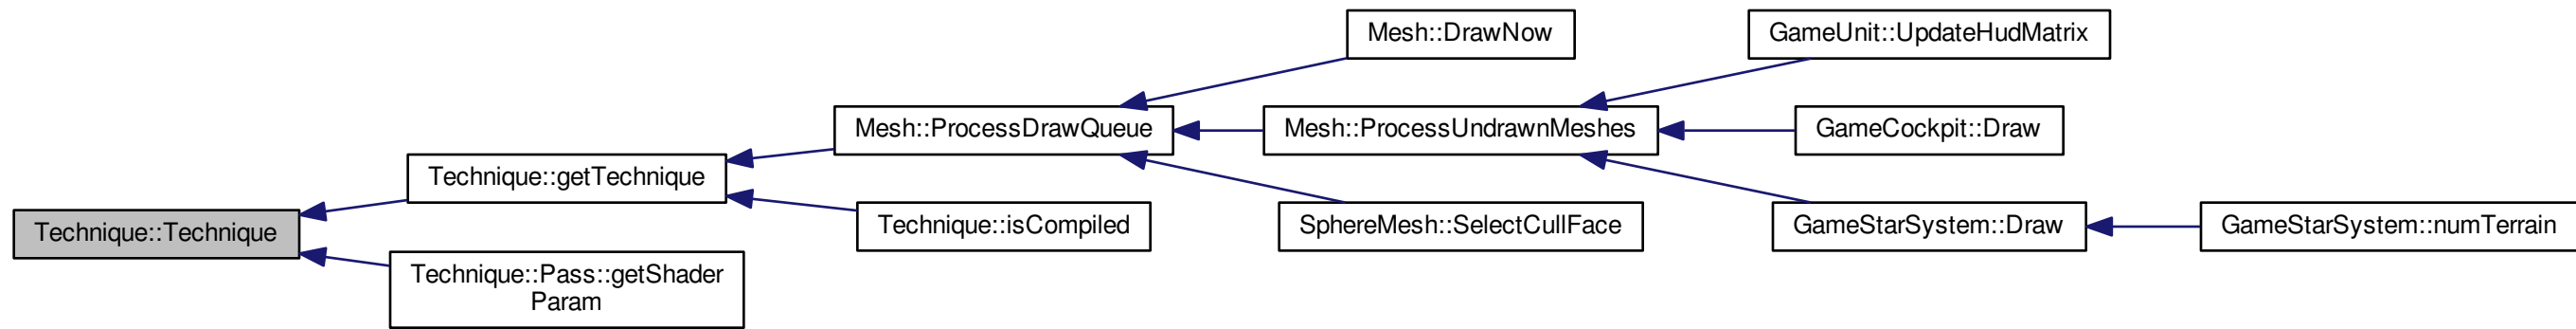 Mesh::DrawNow
GameUnit::UpdateHudMatrix
Mesh::ProcessDrawQueue
Mesh::ProcessUndrawnMeshes
GameCockpit::Draw
Technique::getTechnique
Technique::Technique
Technique::isCompiled
SphereMesh::SelectCullFace
GameStarSystem::Draw
GameStarSystem::numTerrain
Technique::Pass::getShader
Param